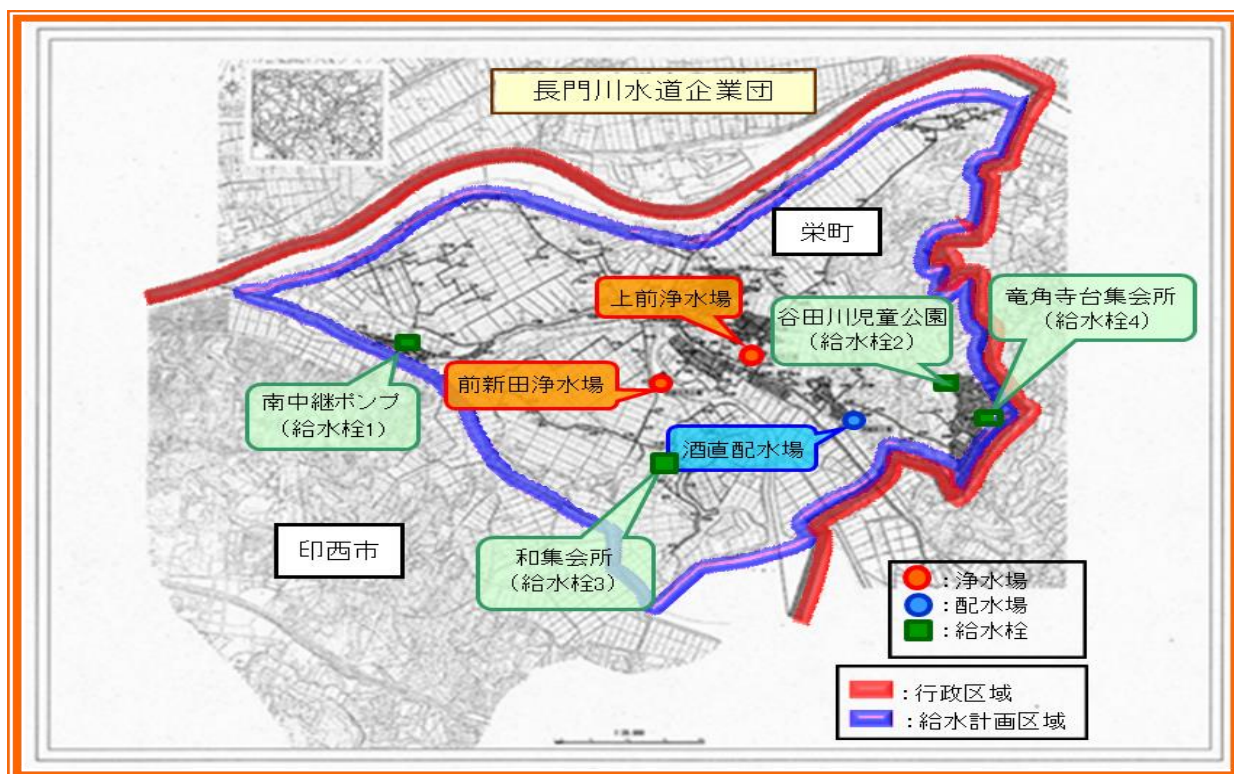 長門川水道企業団
栄町
上前浄水場
谷田川児童公園
(給水栓2)
竜角寺台集会所
(給水栓4)
前新田浄水場
南中継ポンプ
(給水栓1)
酒直配水場
和集会所
(給水栓3)
印西市
:浄水場
:配水場
:給水栓
:行政区域
:給水計画区域